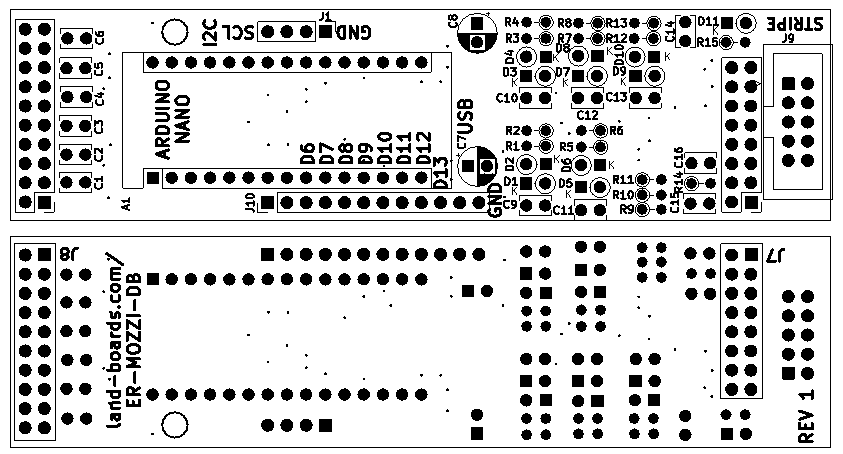 C8
R4
R3
D4
D3
C10
R8
R7
D8
D7
C12
R13
R12
D10
D9
C13
C14
D11
R15
STRIPE
J6
J1
I2C
SCL
GND
C6
C5
C4
C3
C2
C1
ARDUINO
NANO
USB
C7
D6
D7
D8
D9
D10
D11
D12
D13
GND
A1
J10
R2
R1
D2
D1
C9
R6
R5
D6
D5
C11
R11
R10
R9
C16
R14
C15
K
K
K
K
K
K
K
K
K
K
K
J8
land-boards.com/
ER-MOZZI-DB
J7
REV 1